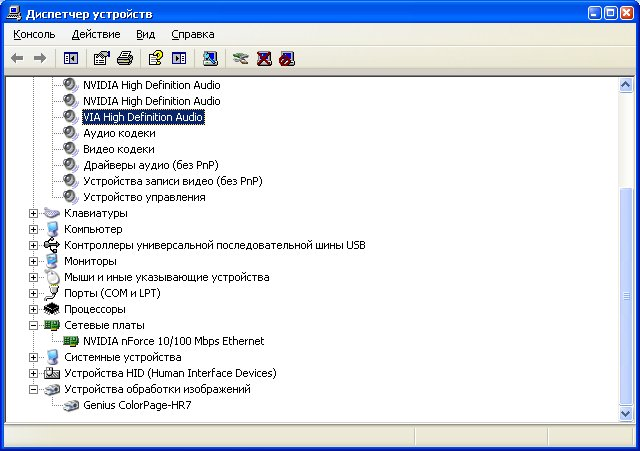 Диспетчер устройств
Консоль Действие Вид Справка
NVIDIA High Definition Audio
NVIDIA High Definition Audio
VIA High Definition Audio
Аудио кодеки
Видео кодеки
Драйверы аудио (без PnP)
Устройства записи видео (без PnP)
Устройство управления
Клавиатуры
Компьютер
Контроллеры универсальной последовательной шины USB
Мониторы
Мыши и иные указывающие устройства
Порты (COM и LPT)
Процессоры
Сетевые платы
NVIDIA nForce 10/100 Mbps Ethernet
Системные устройства
Устройства HID (Human Interface Devices)
Устройства обработки изображений
Genius ColorPage-HR7